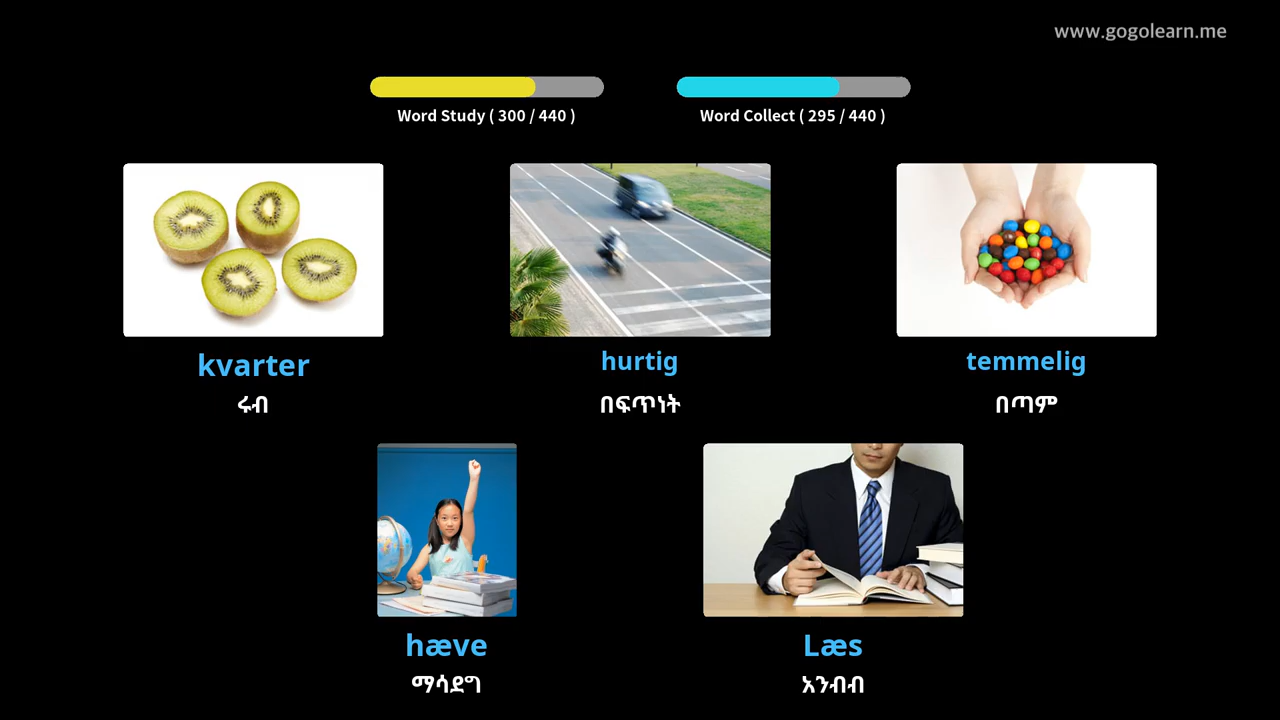 www.gogolearn.me
Word Study ( 300 / 440 )
Word Collect ( 295 / 440 )
kvarter
ሩብ
hurtig
በፍጥነት
temmelig
በጣም
hæve
ማሳደግ
Læs
አንብብ